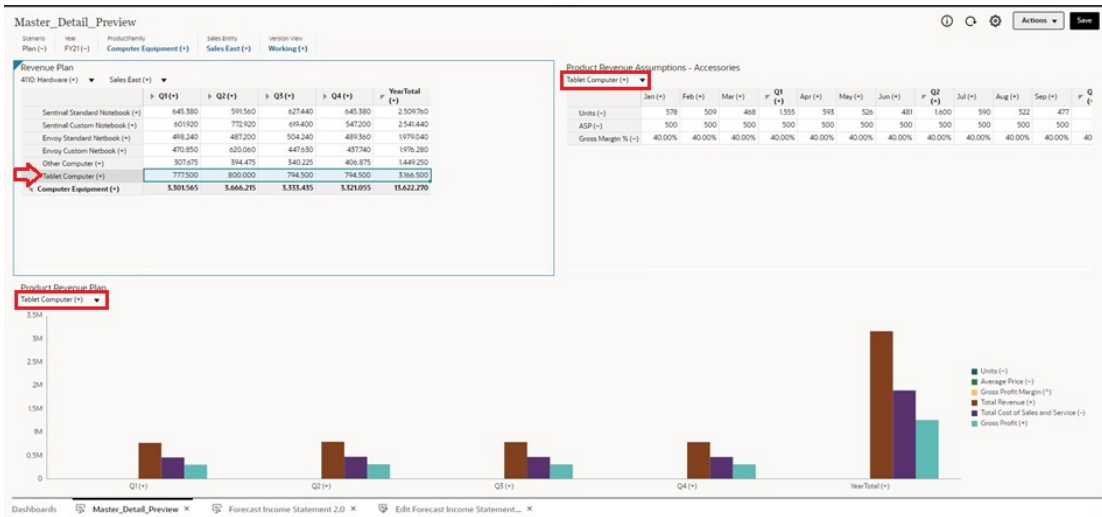 Master_Detail_Preview
Actions ▼ Save
Scenario Year ProductFamily Sales Entity Version View
Plan (~) FY21 (~) Computer Equipment (+) Sales East (+) Working (+)
Revenue Plan
4110: Hardware (+) ▼ Sales East (+) ▼
Q1 (+) Q2 (+) Q3 (+) Q4 (+) YearTotal (+)
Sentinal Standard Notebook (+) 645.380 591.560 627.440 645.380 2.509.760
Sentinal Custom Notebook (+) 601.920 772.920 619.400 547.200 2.541.440
Envoy Standard Netbook (+) 498.240 487.200 504.240 489.360 1.979.040
Envoy Custom Netbook (+) 470.850 620.060 447.630 437.740 1.976.280
Other Computer (+) 307.675 394.475 340.225 406.875 1.449.250
Tablet Computer (+) 777.500 800.000 794.500 794.500 3.166.500
Computer Equipment (+) 3.301.565 3.666.215 3.333.435 3.321.055 13.622.270
Product Revenue Assumptions - Accessories
Tablet Computer (+) ▼
Jan (+) Feb (+) Mar (+) Q1 (+) Apr (+) May (+) Jun (+) Q2 (+) Jul (+) Aug (+) Sep (+)
Units (~) 578 509 468 1.555 593 526 481 1.600 590 522 477
ASP (~) 500 500 500 500 500 500 500 500 500 500 500
Gross Margin % (~) 40.00% 40.00% 40.00% 40.00% 40.00% 40.00% 40.00% 40.00% 40.00% 40.00% 40.00% 40
Product Revenue Plan
Tablet Computer (+) ▼
3.5M
3M
2.5M
2M
1.5M
1M
0.5M
0
Q1 (+) Q2 (+) Q3 (+) Q4 (+) YearTotal (+)
Units (~)
Average Price (~)
Gross Profit Margin (^)
Total Revenue (+)
Total Cost of Sales and Service (-)
Gross Profit (+)
Dashboards Master_Detail_Preview × Forecast Income Statement 2.0 × Edit Forecast Income Statement... ×